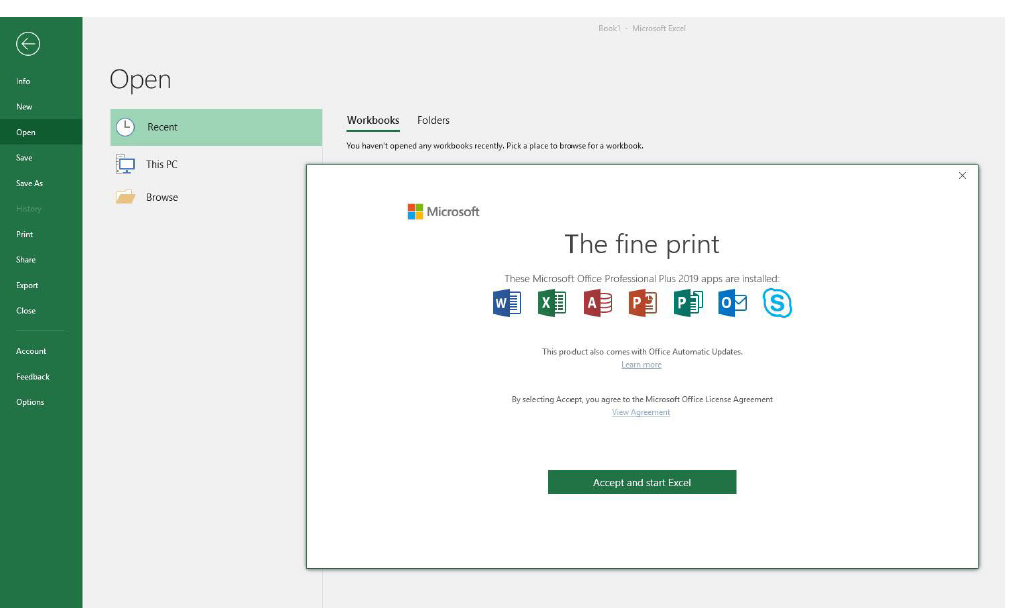 Book1 - Microsoft Excel
Info
New
Open
Save
Save As
History
Print
Share
Export
Close
Account
Feedback
Options
Open
Recent
This PC
Browse
Workbooks Folders
You haven't opened any workbooks recently. Pick a place to browse for a workbook.
Microsoft
The fine print
These Microsoft Office Professional Plus 2019 apps are installed:
W X A P P O S
This product also comes with Office Automatic Updates.
Learn more
By selecting Accept, you agree to the Microsoft Office License Agreement
View Agreement
Accept and start Excel